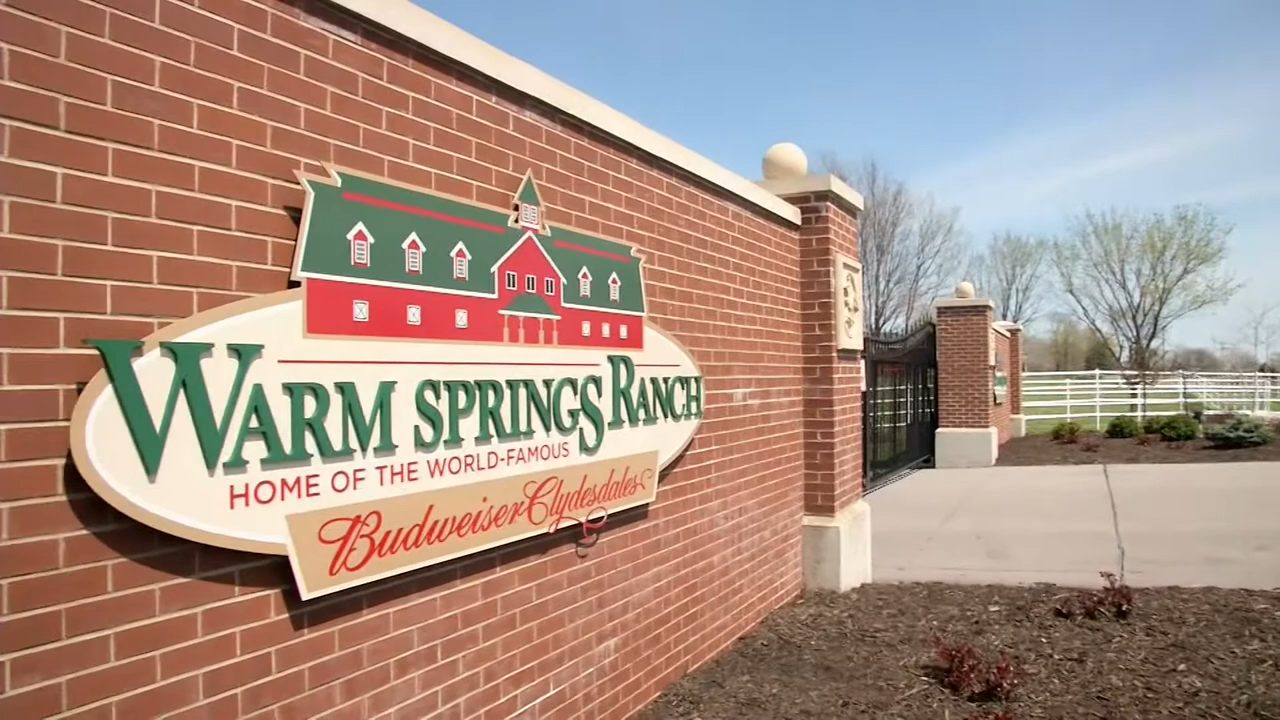 WARM SPRINGS RANCH
HOME OF THE WORLD-FAMOUS
Budweiser Clydesdales